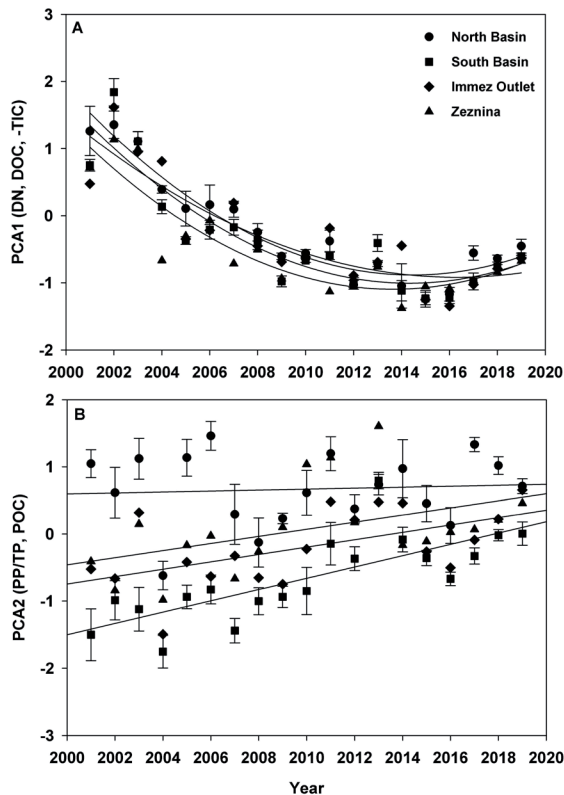 A
North Basin
South Basin
Immez Outlet
Zeznina
PCA1 (DN, DOC, -TIC)
3
2
1
0
-1
-2
2000 2002 2004 2006 2008 2010 2012 2014 2016 2018 2020
B
PCA2 (PP/TP, POC)
2
1
0
-1
-2
-3
2000 2002 2004 2006 2008 2010 2012 2014 2016 2018 2020
Year